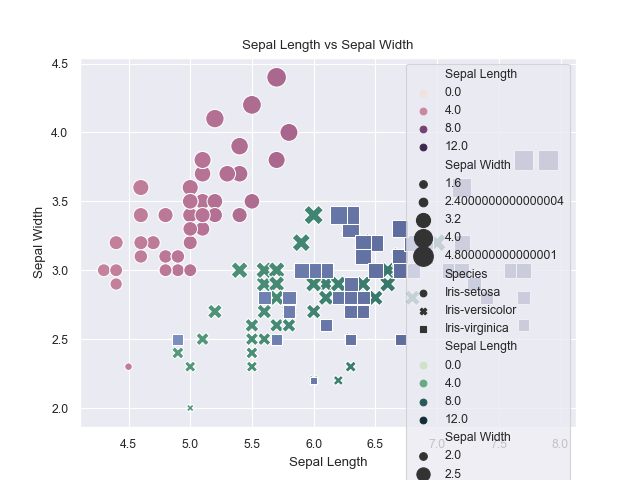 Sepal Length vs Sepal Width
4.5
4.0
3.5
3.0
2.5
2.0
Sepal Width
4.5
5.0
5.5
6.0
6.5
7.0
7.5
8.0
Sepal Length
Sepal Length
0.0
4.0
8.0
12.0
Sepal Width
1.6
2.4000000000000004
3.2
4.0
4.800000000000001
Species
Iris-setosa
Iris-versicolor
Iris-virginica
Sepal Length
0.0
4.0
8.0
12.0
Sepal Width
2.0
2.5